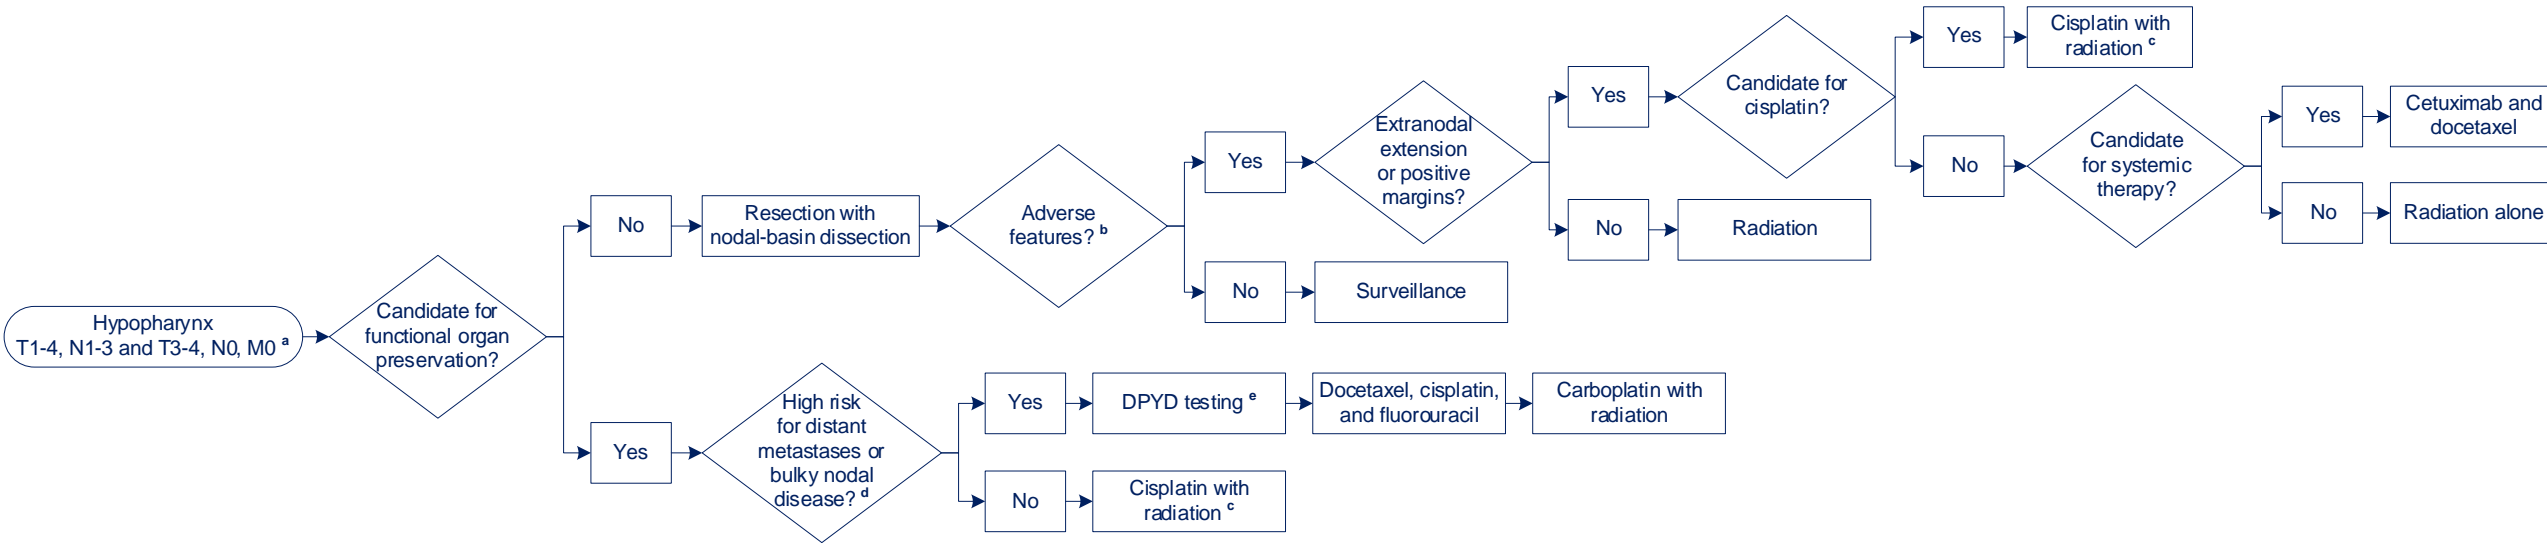 Hypopharynx
T1-4, N1-3 and T3-4, N0, M0 a
Candidate for
functional organ
preservation?
No
Resection with
nodal-basin dissection
Adverse
features? b
Yes
Extranodal
extension
or positive
margins?
Yes
Candidate for
cisplatin?
Yes
Cisplatin with
radiation c
No
Candidate
for systemic
therapy?
Yes
Cetuximab and
docetaxel
No
Radiation alone
No
Radiation
No
Surveillance
Yes
High risk
for distant
metastases or
bulky nodal
disease? d
Yes
DPYD testing e
Docetaxel, cisplatin,
and fluorouracil
Carboplatin with
radiation
No
Cisplatin with
radiation c